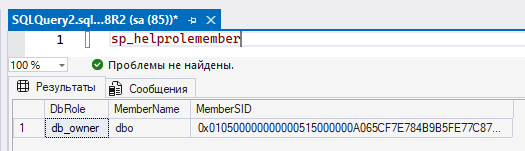 SQLQuery2.sql...8R2 (sa (85))*
1 sp_helprolemember
100 % Проблемы не найдены.
Результаты Сообщения
DbRole MemberName MemberSID
1 db_owner dbo 0x010500000000000515000000A065CF7E784B9B5FE77C87...